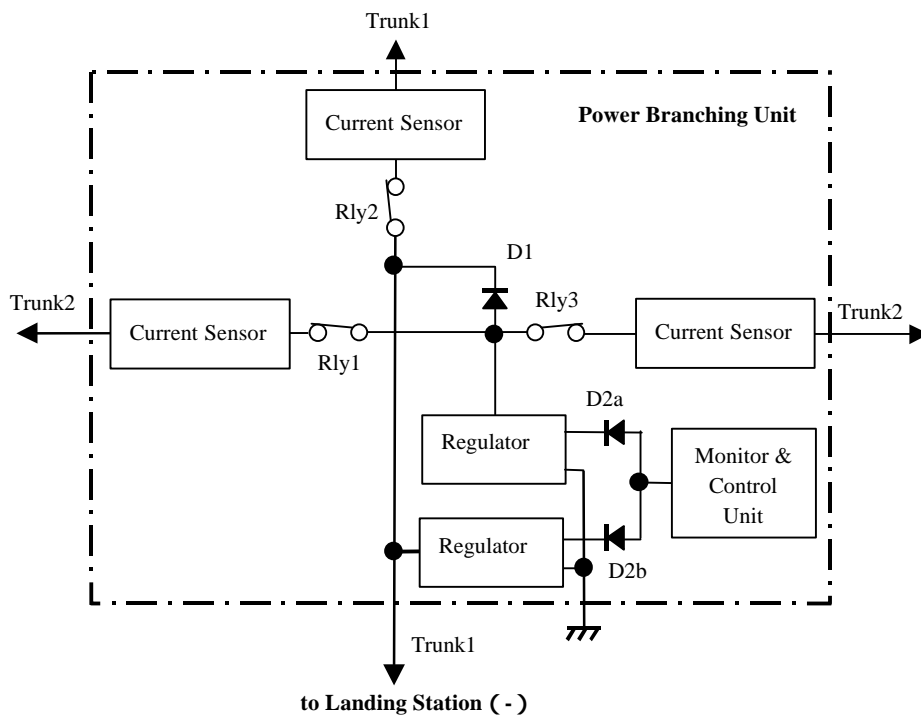 Trunk1
Current Sensor
Power Branching Unit
Rly2
D1
Trunk2
Current Sensor
Rly1
Rly3
Current Sensor
Trunk2
D2a
Regulator
Monitor &
Control
Unit
Regulator
D2b
Trunk1
to Landing Station (-)